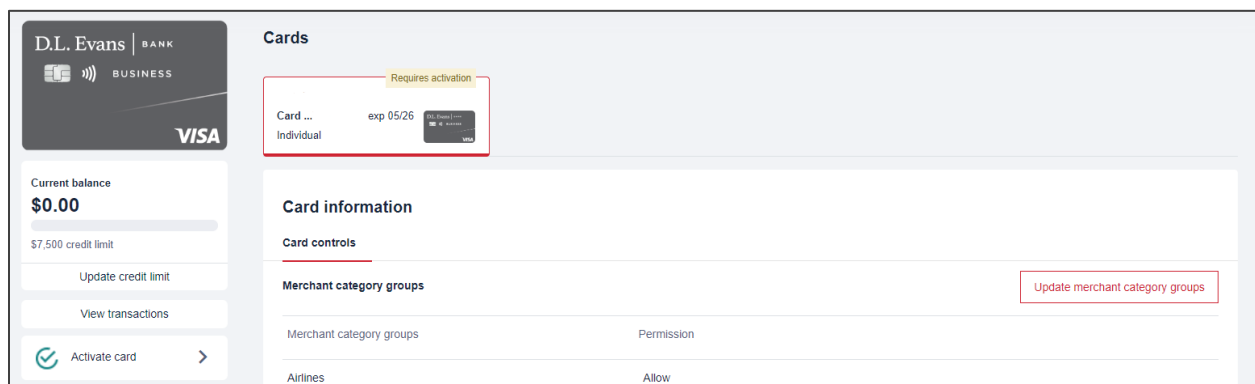 D.L. Evans BANK
BUSINESS
VISA
Current balance
$0.00
$7,500 credit limit
Update credit limit
View transactions
Activate card
Cards
Requires activation
Card ... exp 05/26
Individual
D.L. Evans
VISA
Card information
Card controls
Merchant category groups
Update merchant category groups
Merchant category groups Permission
Airlines Allow